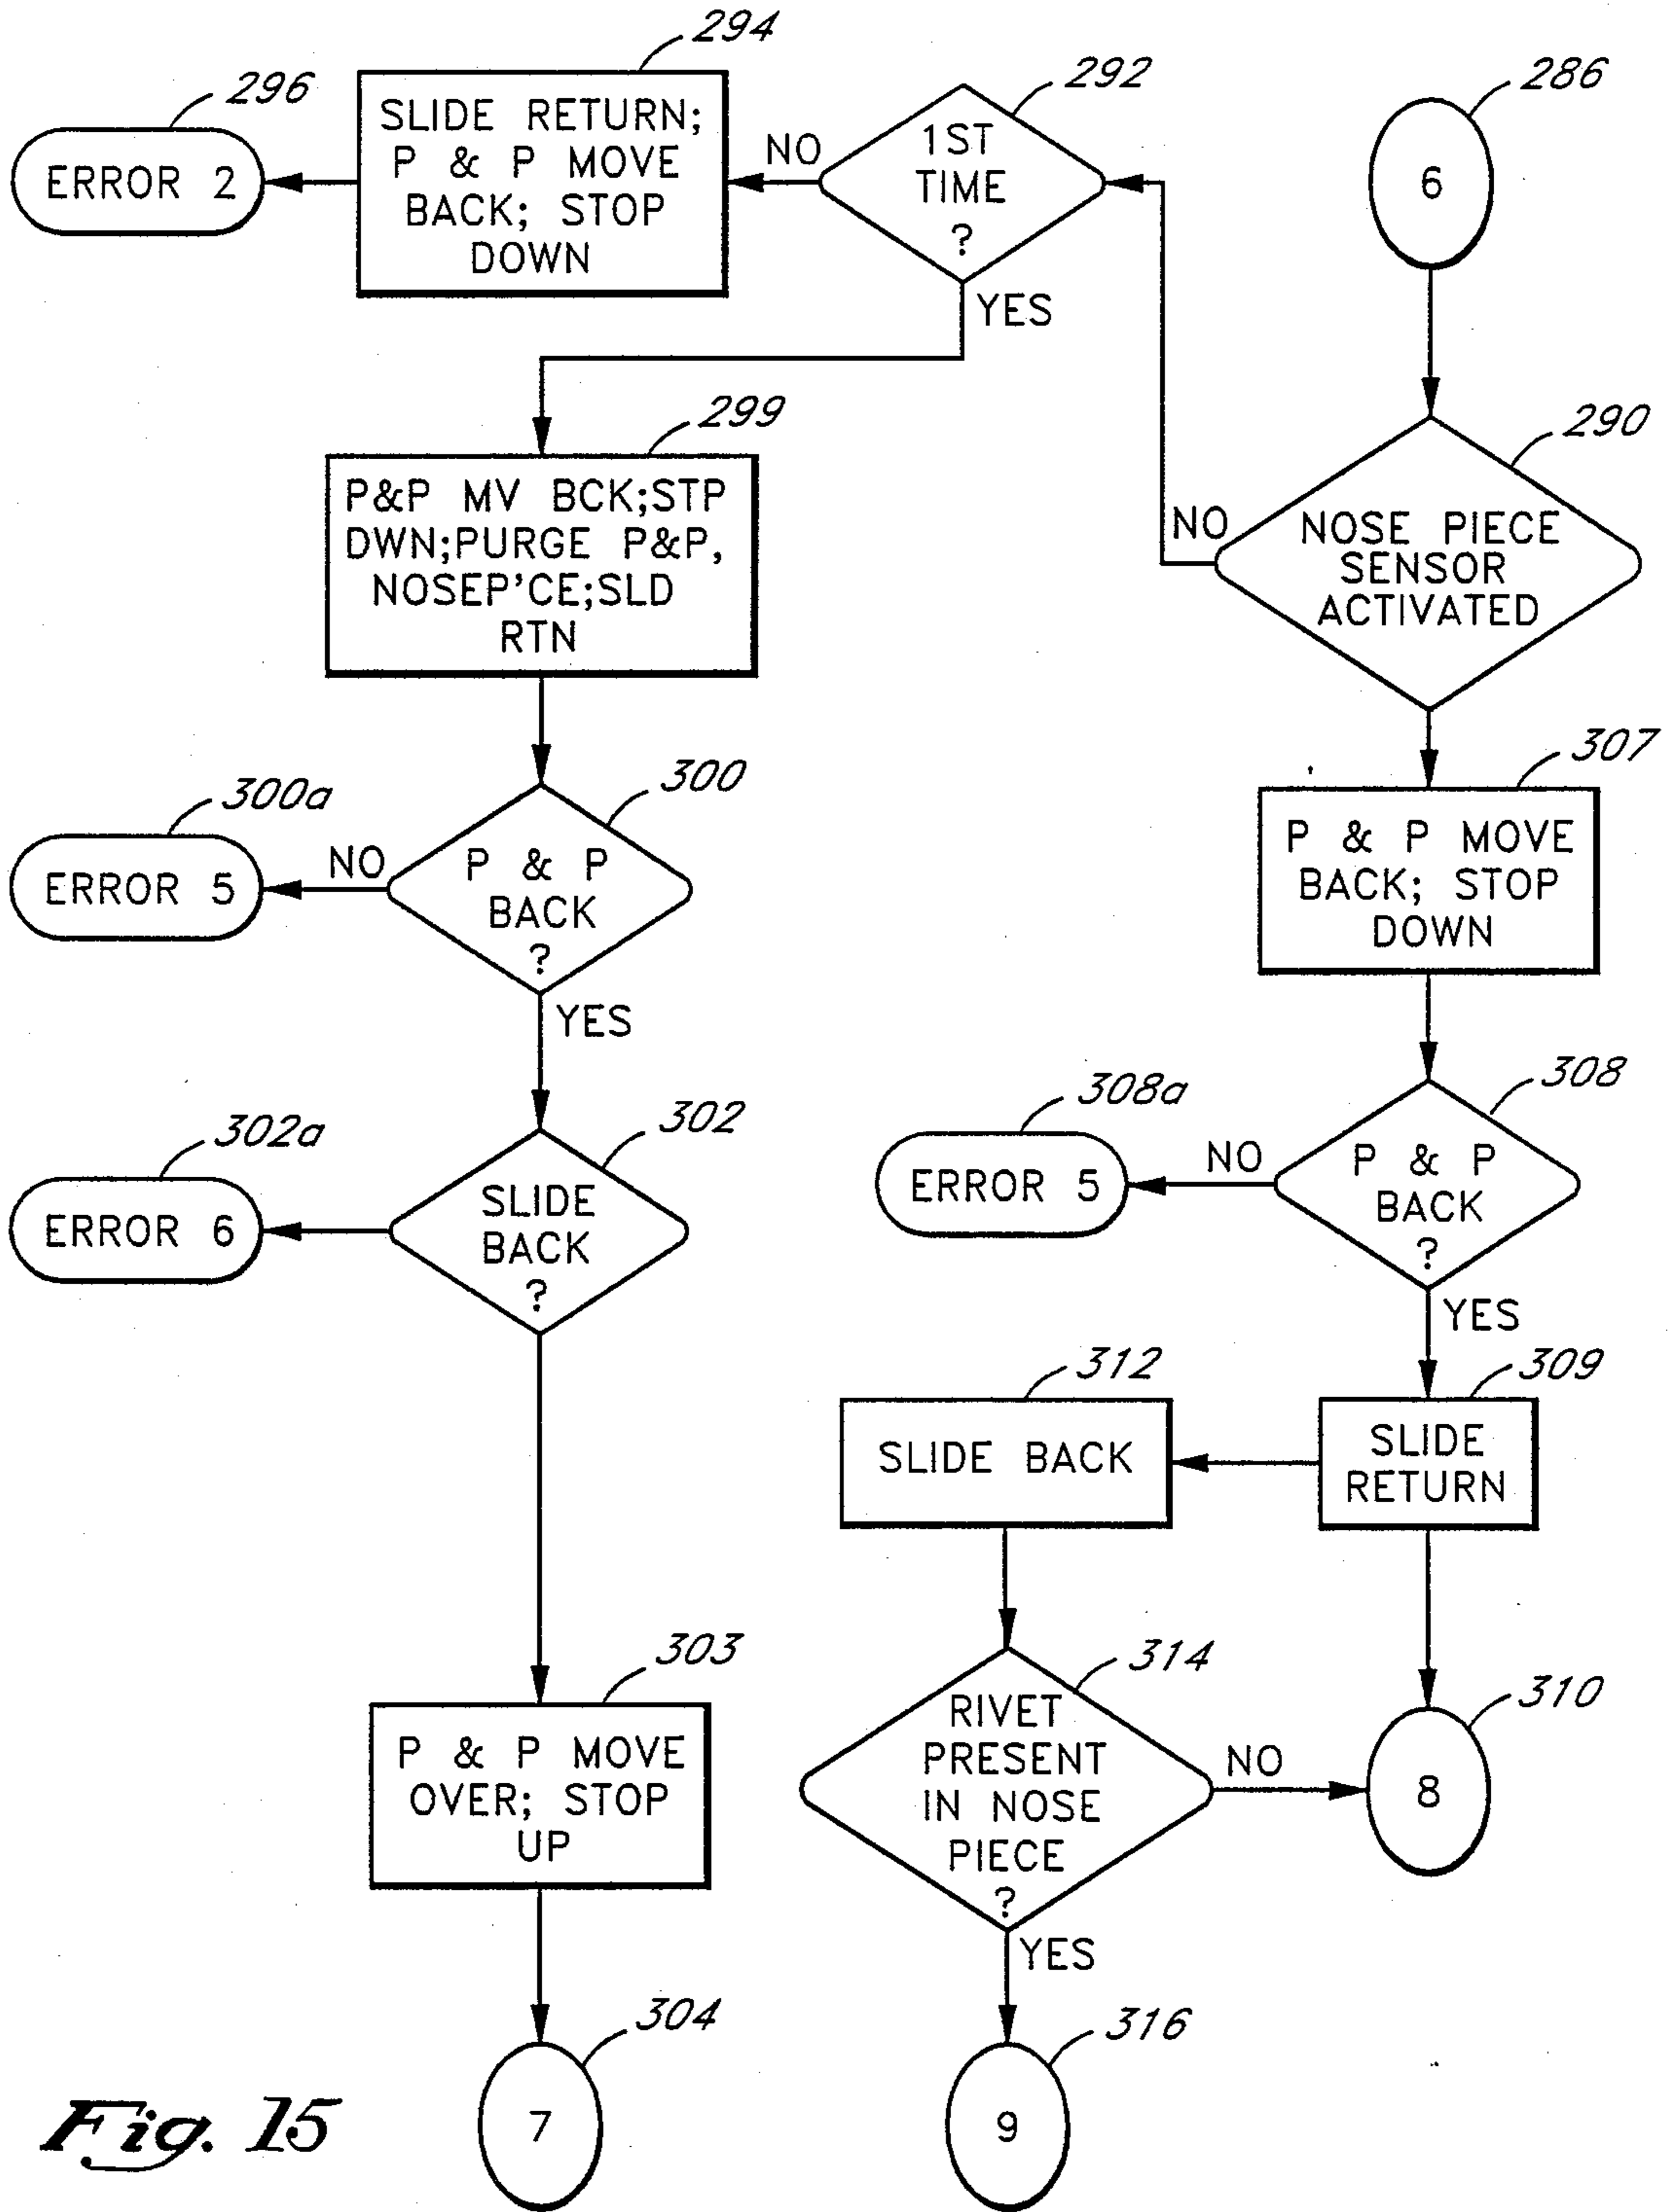 294
296
SLIDE RETURN;
P & P MOVE
BACK; STOP
DOWN
ERROR 2
NO
292
1ST
TIME
?
YES
286
6
290
NOSE PIECE
SENSOR
ACTIVATED
NO
299
P&P MV BCK;STP
DWN;PURGE P&P,
NOSEP'CE;SLD
RTN
300
P & P
BACK
?
NO
300a
ERROR 5
YES
307
P & P MOVE
BACK; STOP
DOWN
302
SLIDE
BACK
?
302a
ERROR 6
308
P & P
BACK
?
NO
308a
ERROR 5
YES
309
SLIDE
RETURN
312
SLIDE BACK
303
P & P MOVE
OVER; STOP
UP
314
RIVET
PRESENT
IN NOSE
PIECE
?
NO
310
8
YES
304
7
316
9
Fig. 15